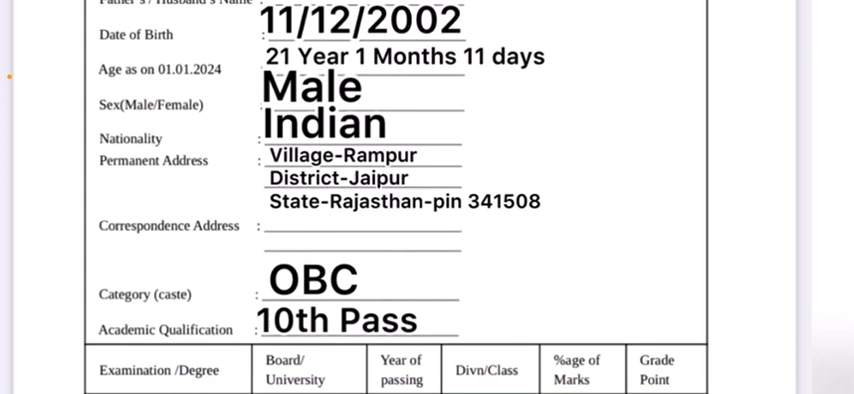 Father's / Husband's Name :
Date of Birth : 11/12/2002
Age as on 01.01.2024 : 21 Year 1 Months 11 days
Sex(Male/Female) : Male
Nationality : Indian
Permanent Address : Village-Rampur
District-Jaipur
State-Rajasthan-pin 341508
Correspondence Address :
Category (caste) : OBC
Academic Qualification : 10th Pass
Examination /Degree Board/ University Year of passing Divn/Class %age of Marks Grade Point